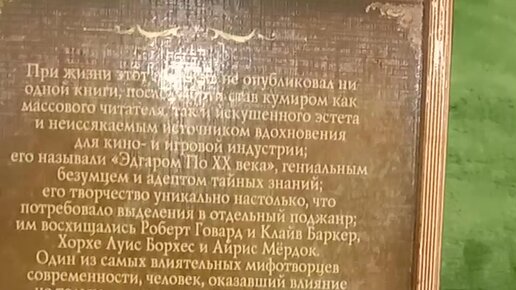 При жизни этот не опубликовал ни
одной книги, став кумиром как
массового читателя, так и искушенного эстета
и неиссякаемым источником вдохновения
для кино- и игровой индустрии;
его называли «Эдгаром По XX века», гениальным
безумцем и адептом тайных знаний;
его творчество уникально настолько, что
потребовало выделения в отдельный поджанр;
им восхищались Роберт Говард и Клайв Баркер,
Хорхе Луис Борхес и Айрис Мёрдок.
Один из самых влиятельных мифотворцев
современности, человек, оказавший влияние